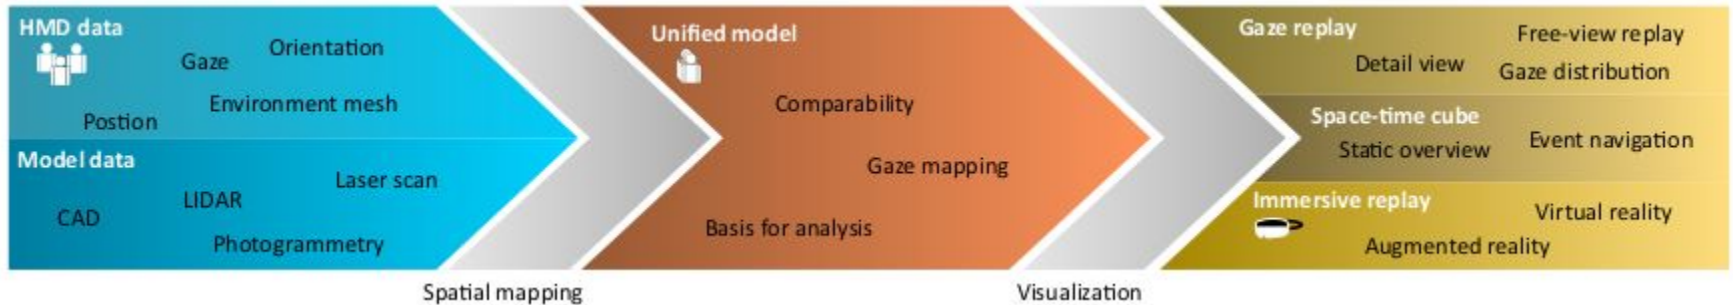 HMD data
Orientation
Gaze
Environment mesh
Postion
Model data
Laser scan
LIDAR
CAD
Photogrammetry
Spatial mapping
Unified model
Comparability
Gaze mapping
Basis for analysis
Visualization
Gaze replay
Free-view replay
Detail view
Gaze distribution
Space-time cube
Event navigation
Static overview
Immersive replay
Virtual reality
Augmented reality